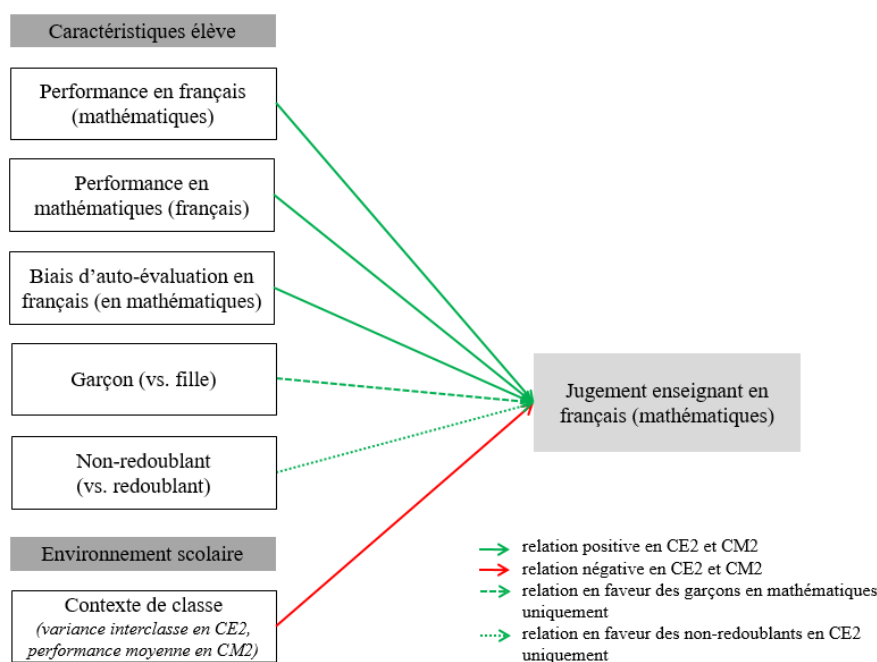 Caractéristiques élève
Performance en français
(mathématiques)
Performance en
mathématiques (français)
Biais d'auto-évaluation en
français (en mathématiques)
Garçon (vs. fille)
Non-redoublant
(vs. redoublant)
Environnement scolaire
Contexte de classe
(variance interclasse en CE2,
performance moyenne en CM2)
Jugement enseignant en
français (mathématiques)
relation positive en CE2 et CM2
relation négative en CE2 et CM2
relation en faveur des garçons en mathématiques
uniquement
relation en faveur des non-redoublants en CE2
uniquement